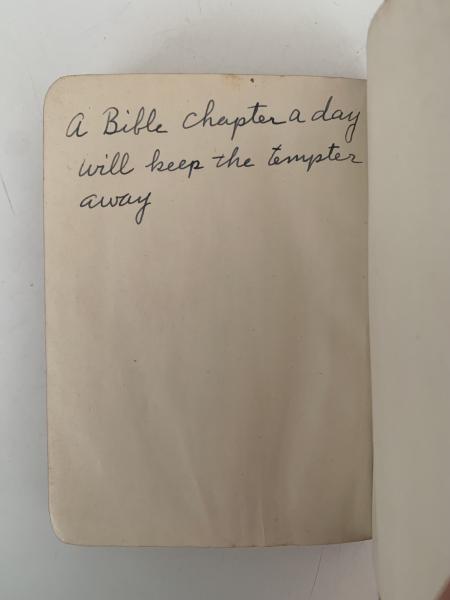 A Bible chapter a day
will keep the tempter
away